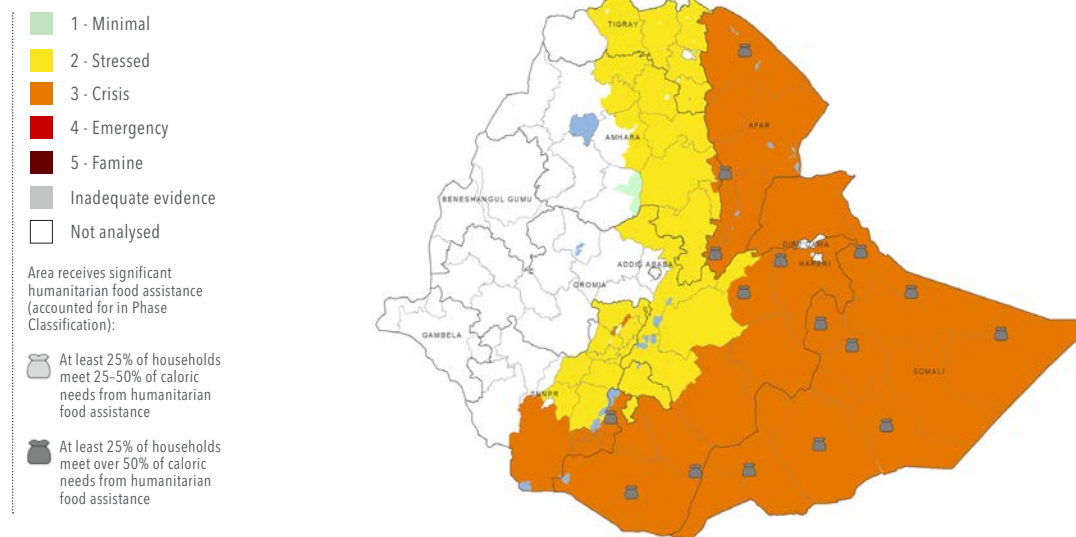 1 - Minimal
2 - Stressed
3 - Crisis
4 - Emergency
5 - Famine
Inadequate evidence
Not analysed
Area receives significant
humanitarian food assistance
(accounted for in Phase
Classification):
At least 25% of households
meet 25–50% of caloric
needs from humanitarian
food assistance
At least 25% of households
meet over 50% of caloric
needs from humanitarian
food assistance
TIGRAY
AFAR
AMHARA
BENESHANGUL GUMU
DIRE DAWA
HARERI
ADDIS ABABA
OROMIA
GAMBELA
SOMALI
SNNPR